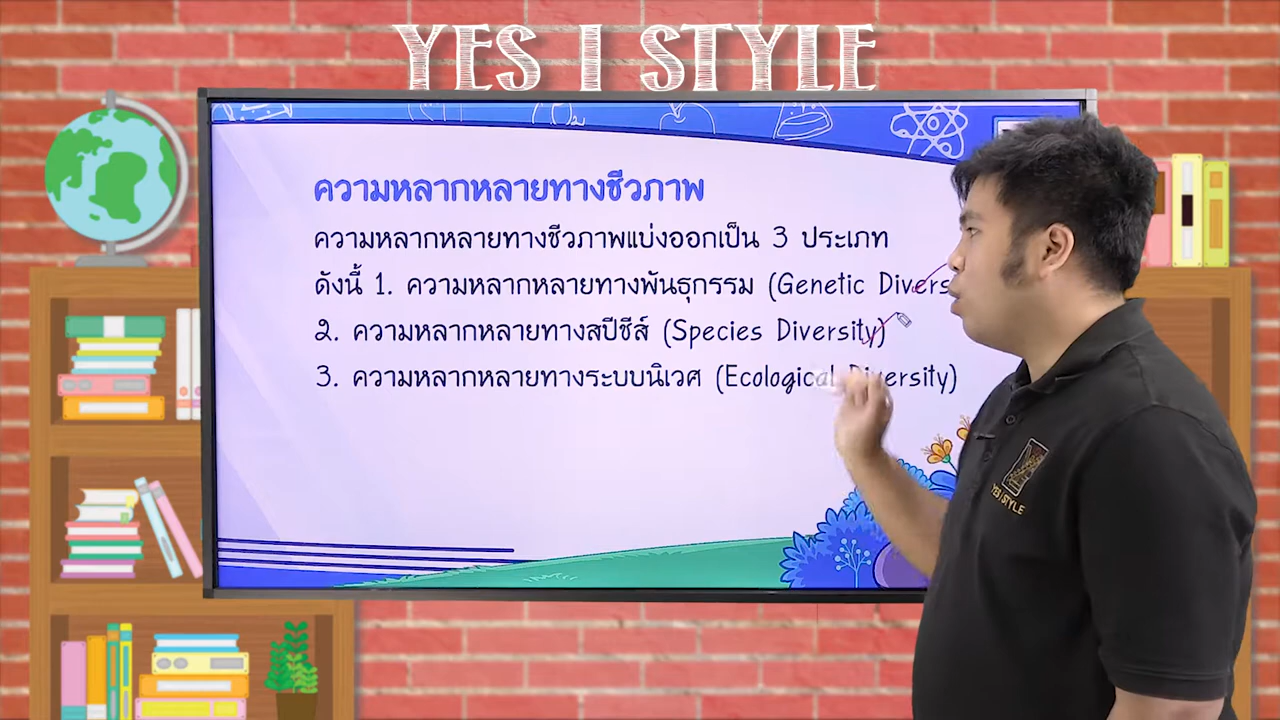 YES I STYLE
ความหลากหลายทางชีวภาพ
ความหลากหลายทางชีวภาพแบ่งออกเป็น 3 ประเภท
ดังนี้ 1. ความหลากหลายทางพันธุกรรม (Genetic
2. ความหลากหลายทางสปีชีส์ (Species Diversity)
3. ความหลากหลายทางระบบนิเวศ (Ecological Diversity)
YES I STYLE